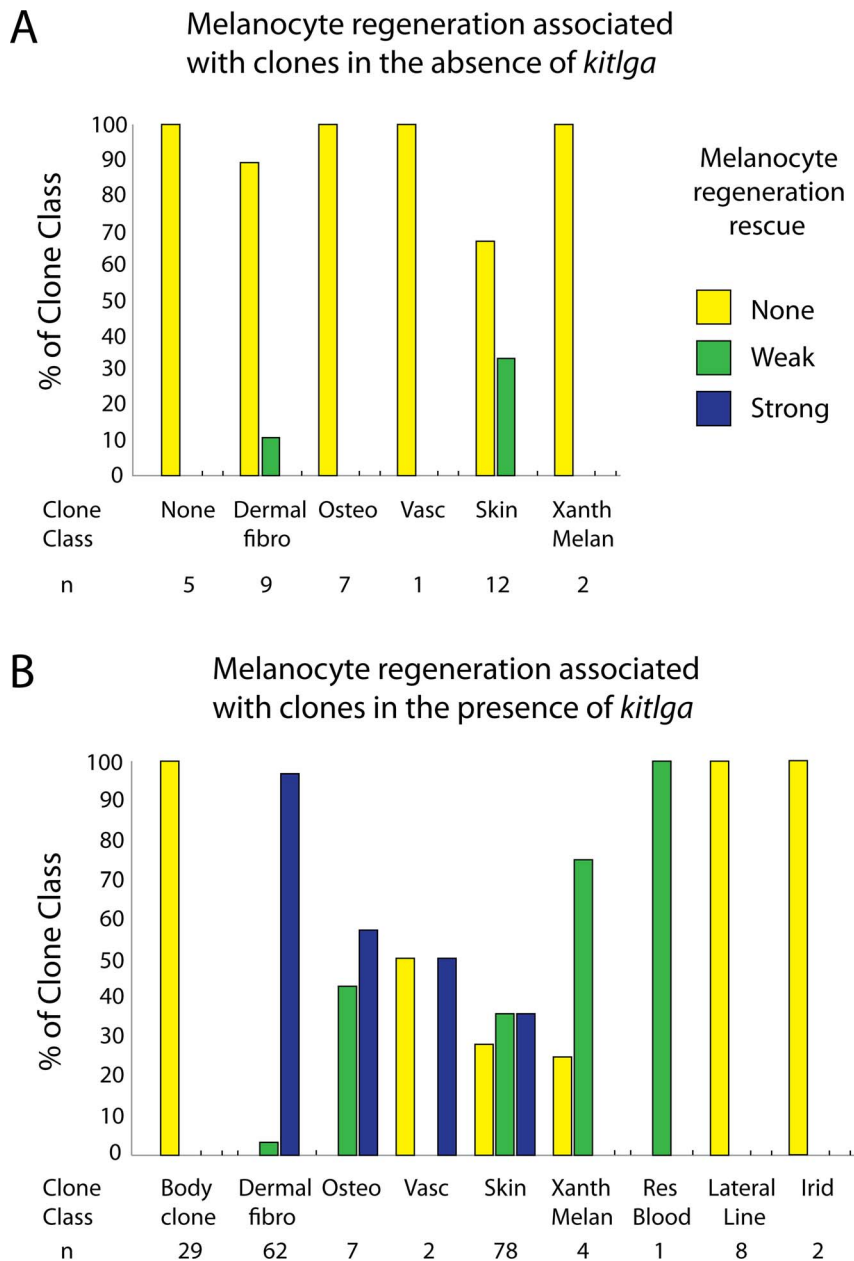 A
Melanocyte regeneration associated
with clones in the absence of kitlga
% of Clone Class
100
90
80
70
60
50
40
30
20
10
0
Melanocyte
regeneration
rescue
None
Weak
Strong
Clone Class
None
Dermal fibro
Osteo
Vasc
Skin
Xanth Melan
n 5 9 7 1 12 2
B
Melanocyte regeneration associated
with clones in the presence of kitlga
% of Clone Class
100
90
80
70
60
50
40
30
20
10
0
Clone Class
Body clone
Dermal fibro
Osteo
Vasc
Skin
Xanth Melan
Res Blood
Lateral Line
Irid
n 29 62 7 2 78 4 1 8 2